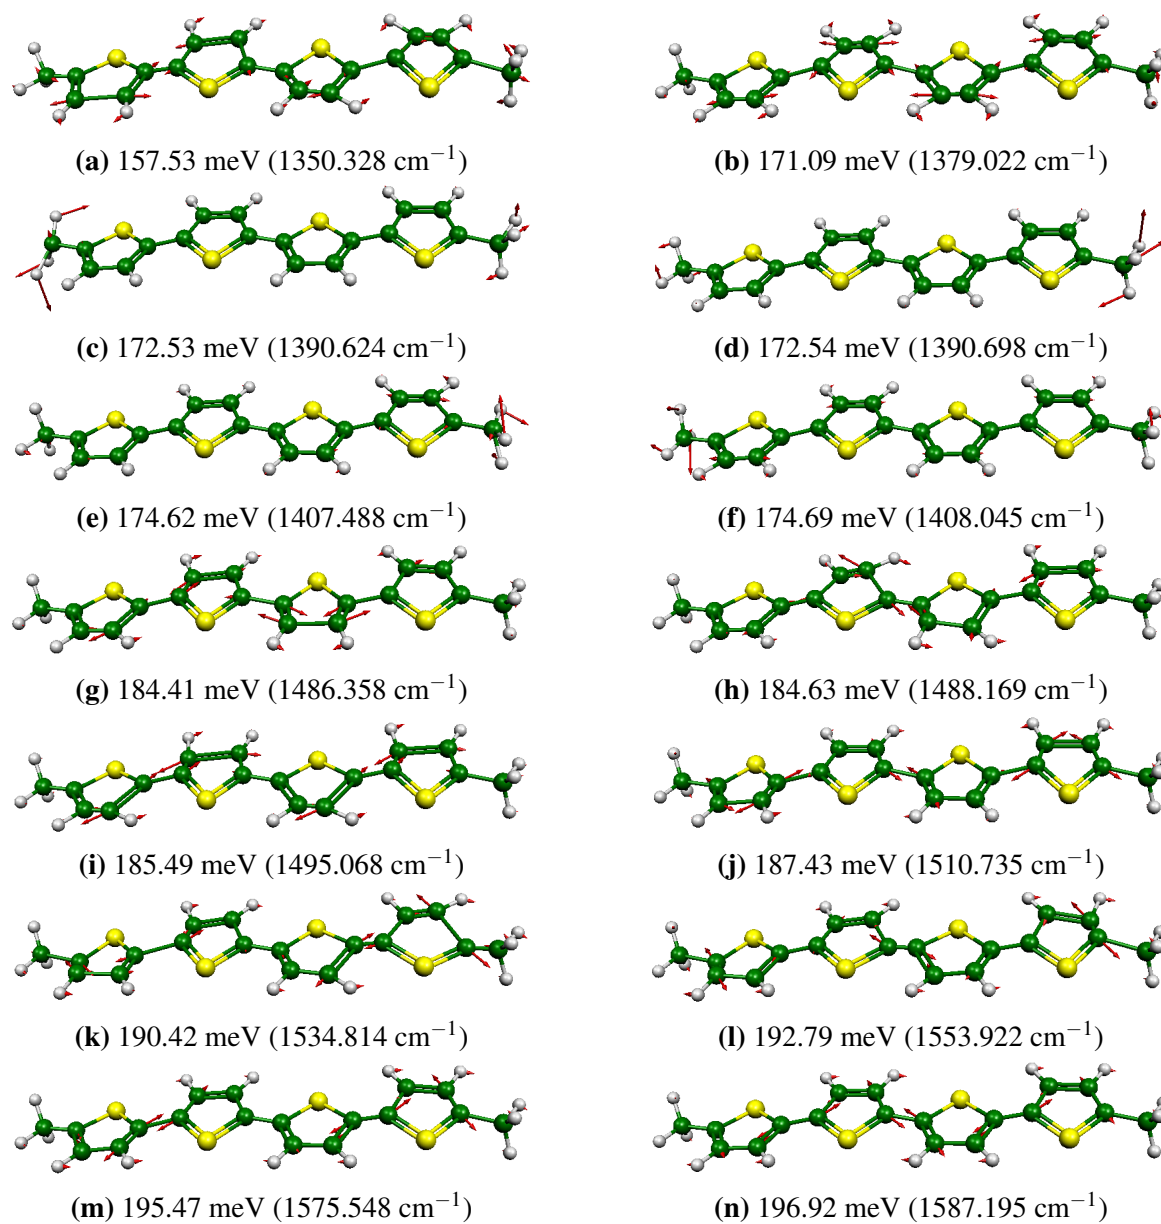 (a) 157.53 meV (1350.328 cm⁻¹)
(b) 171.09 meV (1379.022 cm⁻¹)
(c) 172.53 meV (1390.624 cm⁻¹)
(d) 172.54 meV (1390.698 cm⁻¹)
(e) 174.62 meV (1407.488 cm⁻¹)
(f) 174.69 meV (1408.045 cm⁻¹)
(g) 184.41 meV (1486.358 cm⁻¹)
(h) 184.63 meV (1488.169 cm⁻¹)
(i) 185.49 meV (1495.068 cm⁻¹)
(j) 187.43 meV (1510.735 cm⁻¹)
(k) 190.42 meV (1534.814 cm⁻¹)
(l) 192.79 meV (1553.922 cm⁻¹)
(m) 195.47 meV (1575.548 cm⁻¹)
(n) 196.92 meV (1587.195 cm⁻¹)